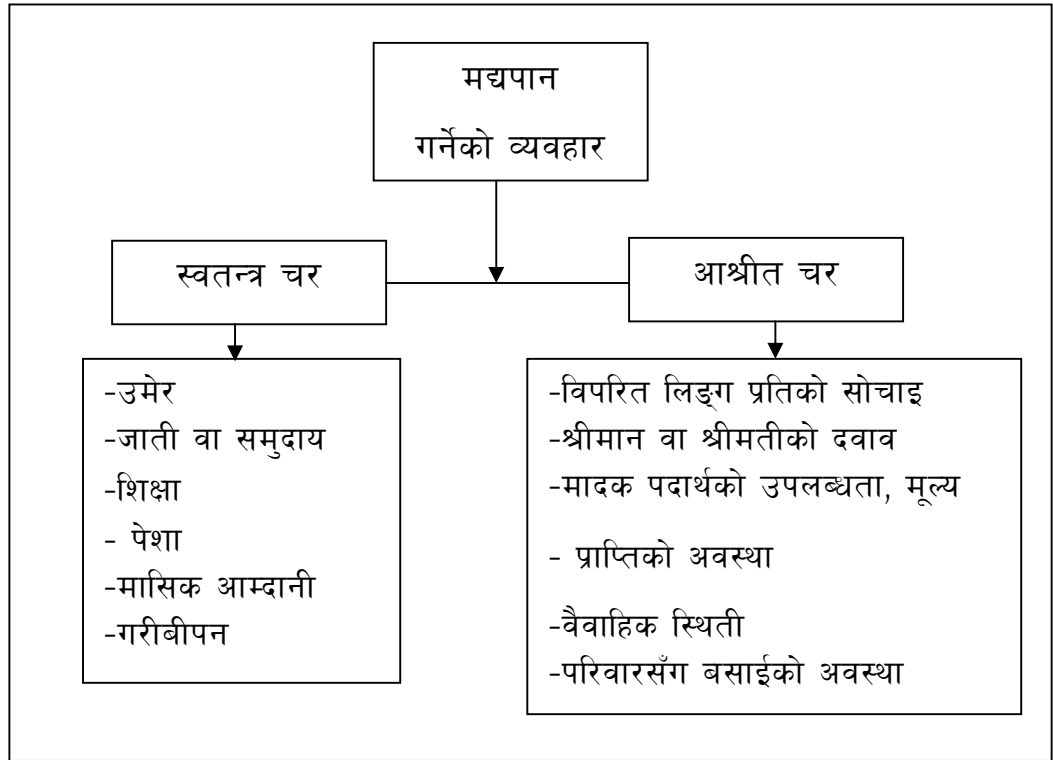 मद्यपान
गर्नेको व्यवहार
स्वतन्त्र चर
आश्रीत चर
-उमेर
-जाती वा समुदाय
-शिक्षा
- पेशा
-मासिक आम्दानी
-गरीबीपन
-विपरित लिङ्ग प्रतिको सोचाइ
-श्रीमान वा श्रीमतीको दवाव
-मादक पदार्थको उपलब्धता, मूल्य
- प्राप्तिको अवस्था
-वैवाहिक स्थिती
-परिवारसँग बसाईको अवस्था